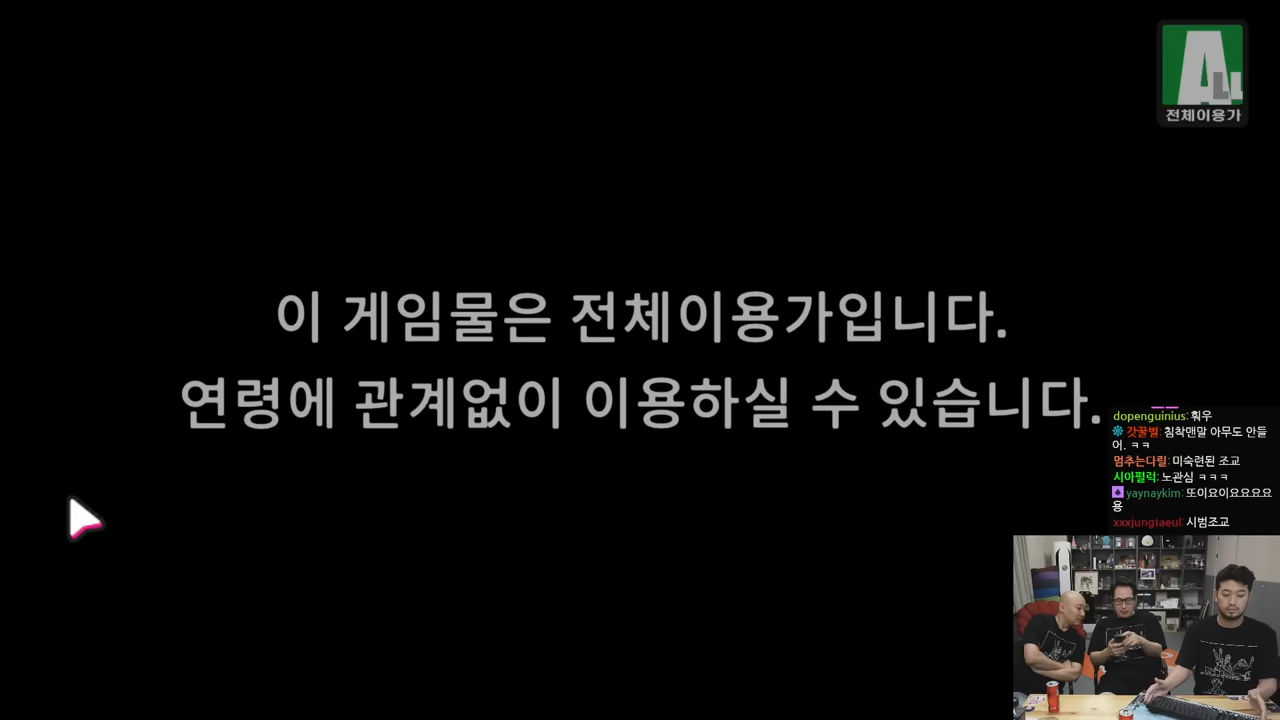 ALL
전체이용가
이 게임물은 전체이용가입니다.
연령에 관계없이 이용하실 수 있습니다.
dopenguinius: 훠우
갓꿀벌: 침착맨말 아무도 안들
어. ㅋㅋ
멈추는다릴: 미숙련된 조교
시아펄럭: 노관심 ㅋㅋㅋ
yaynaykim: 또이요이요요요요
용
xxxjungtaeul: 시범조교